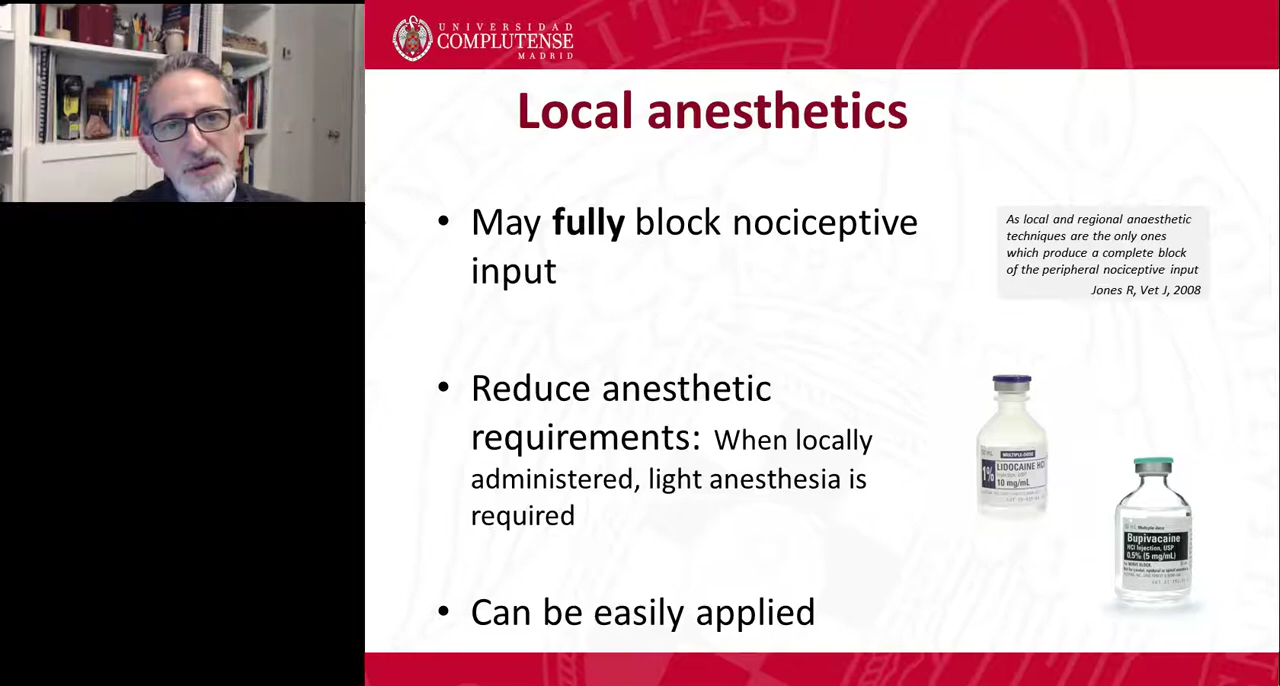 UNIVERSIDAD
COMPLUTENSE
MADRID
Local anesthetics
• May fully block nociceptive
input
As local and regional anaesthetic
techniques are the only ones
which produce a complete block
of the peripheral nociceptive input
Jones R, Vet J, 2008
• Reduce anesthetic
requirements: When locally
administered, light anesthesia is
required
MULTIPLE-DOSE
1% LIDOCAINE HCl
10 mg/mL
Bupivacaine
HCl Injection, USP
0.5% (5 mg/mL)
• Can be easily applied